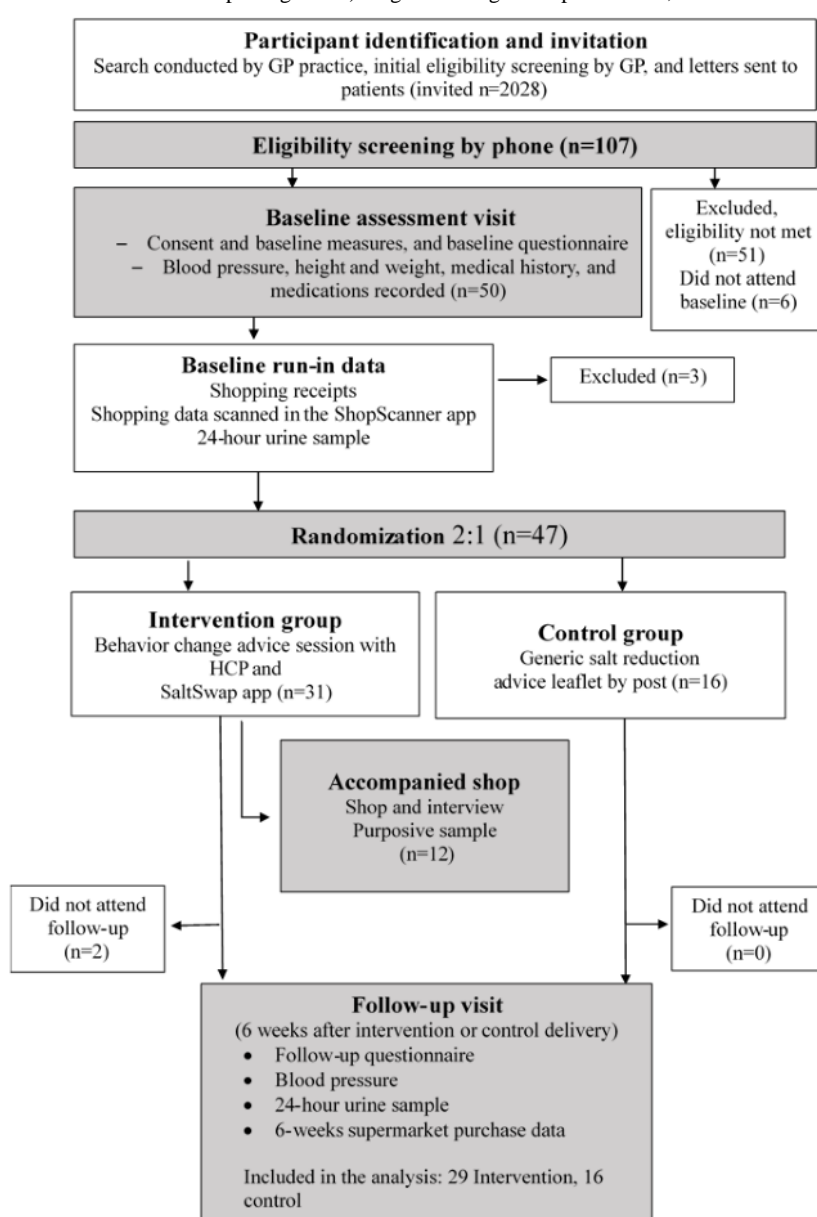 Participant identification and invitation
Search conducted by GP practice, initial eligibility screening by GP, and letters sent to
patients (invited n=2028)
Eligibility screening by phone (n=107)
Baseline assessment visit
– Consent and baseline measures, and baseline questionnaire
– Blood pressure, height and weight, medical history, and
medications recorded (n=50)
Excluded,
eligibility not met
(n=51)
Did not attend
baseline (n=6)
Baseline run-in data
Shopping receipts
Shopping data scanned in the ShopScanner app
24-hour urine sample
Excluded (n=3)
Randomization 2:1 (n=47)
Intervention group
Behavior change advice session with
HCP and
SaltSwap app (n=31)
Control group
Generic salt reduction
advice leaflet by post (n=16)
Accompanied shop
Shop and interview
Purposive sample
(n=12)
Did not attend
follow-up
(n=2)
Did not attend
follow-up
(n=0)
Follow-up visit
(6 weeks after intervention or control delivery)
• Follow-up questionnaire
• Blood pressure
• 24-hour urine sample
• 6-weeks supermarket purchase data
Included in the analysis: 29 Intervention, 16
control